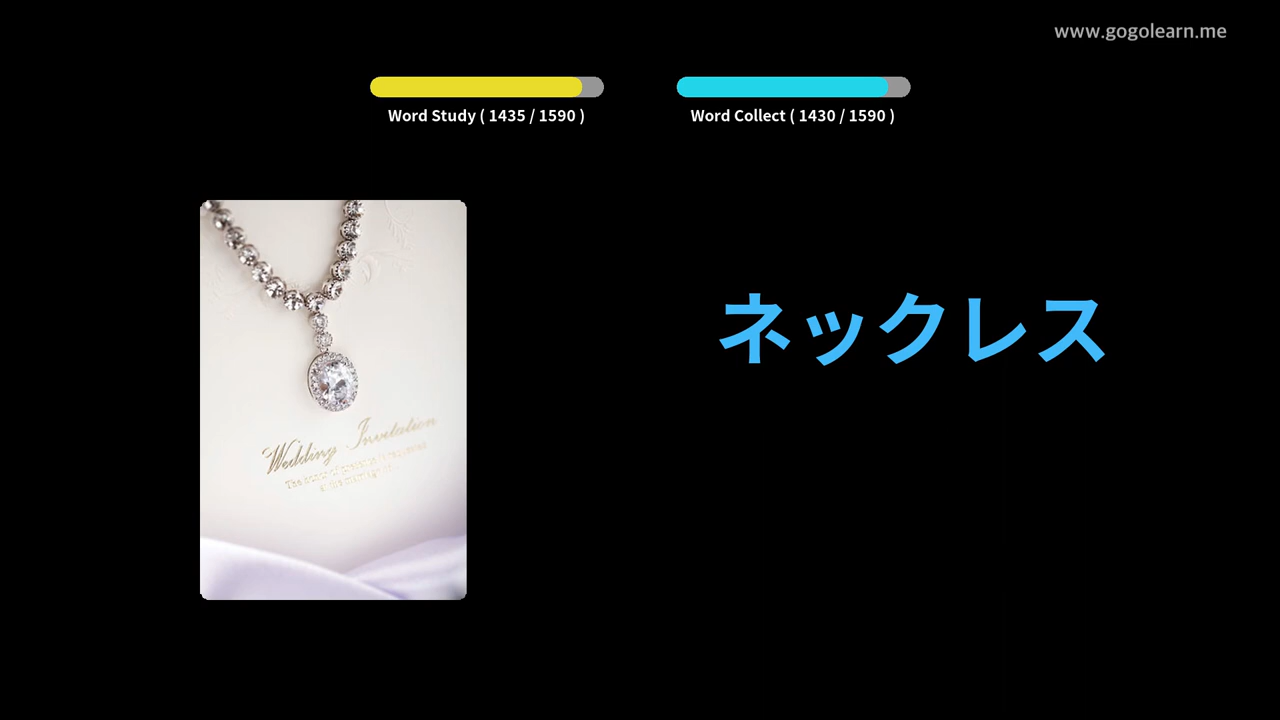 www.gogolearn.me
Word Study ( 1435 / 1590 )
Word Collect ( 1430 / 1590 )
ネックレス
Wedding Invitation